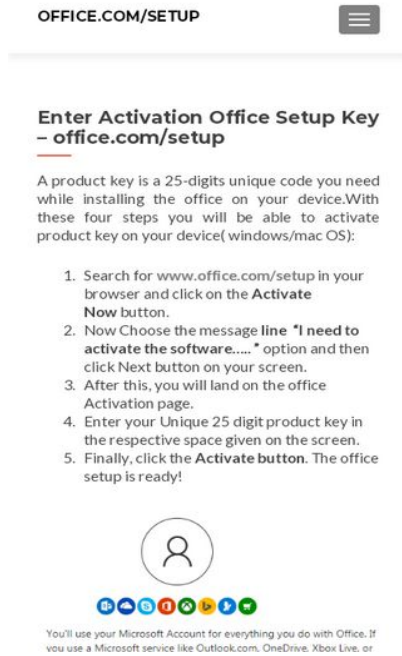 OFFICE.COM/SETUP
Enter Activation Office Setup Key
– office.com/setup
A product key is a 25-digits unique code you need
while installing the office on your device.With
these four steps you will be able to activate
product key on your device( windows/mac OS):
1. Search for www.office.com/setup in your
browser and click on the Activate
Now button.
2. Now Choose the message line "I need to
activate the software….. " option and then
click Next button on your screen.
3. After this, you will land on the office
Activation page.
4. Enter your Unique 25 digit product key in
the respective space given on the screen.
5. Finally, click the Activate button. The office
setup is ready!
You'll use your Microsoft Account for everything you do with Office. If
you use a Microsoft service like Outlook.com, OneDrive, Xbox Live, or